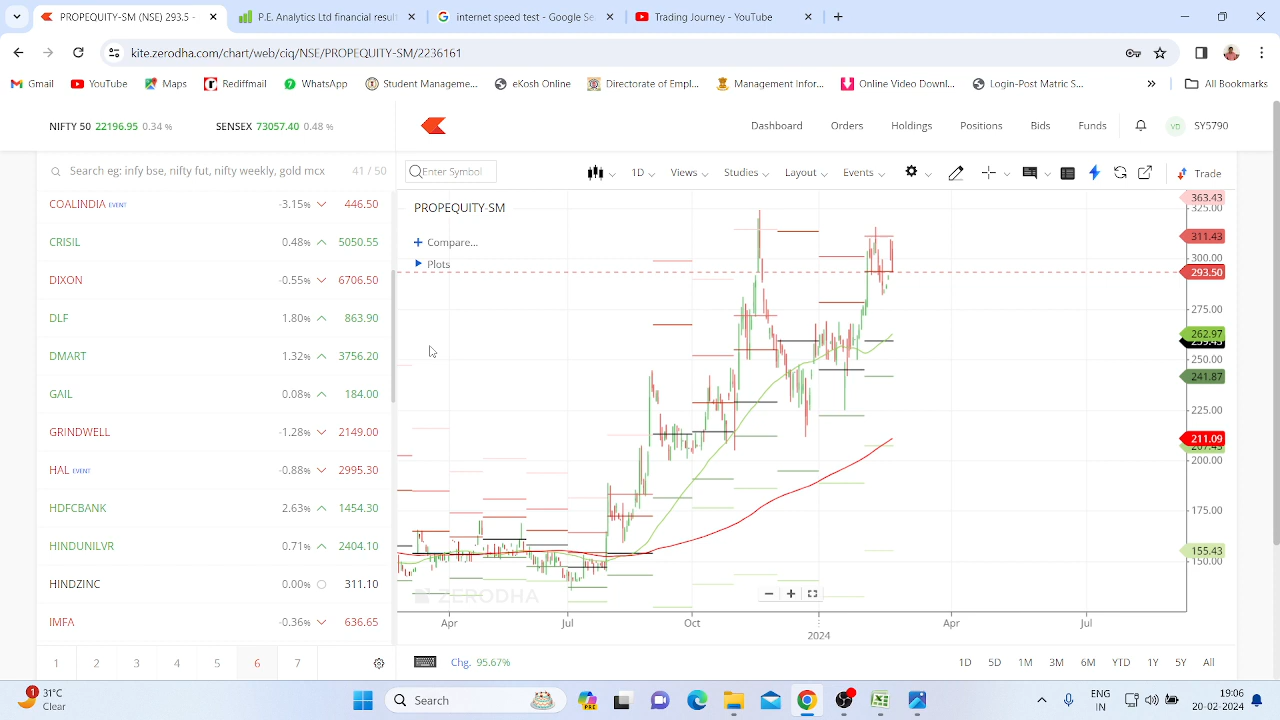 PROPEQUITY-SM (NSE) 293.5 -
P.E. Analytics Ltd financial result
internet speed test - Google Se
Trading Journey - YouTube
kite.zerodha.com/chart/web/ciq/NSE/PROPEQUITY-SM/2236161
Gmail
YouTube
Maps
Rediffmail
WhatsApp
Student Manageme...
eKosh Online
Directorate of Empl...
Management Infor...
Online Video Downl...
Login-Post Matric S...
All Bookmarks
NIFTY 50 22196.95 0.34 %
SENSEX 73057.40 0.48 %
Dashboard
Orders
Holdings
Positions
Bids
Funds
VB
SY5790
Search eg: infy bse, nifty fut, nifty weekly, gold mcx
Enter Symbol
1D
Views
Studies
Layout
Events
Trade
COALINDIA EVENT -3.15% 446.50
CRISIL 0.48% 5050.55
DIXON -0.55% 6706.50
DLF 1.80% 863.90
DMART 1.32% 3756.20
GAIL 0.08% 184.00
GRINDWELL -1.28% 2149.00
HAL EVENT -0.88% 2993.30
HDFCBANK 2.63% 1451.30
HINDUNILVR 0.71% 2404.10
HINDZINC 0.00% 311.10
IMFA -0.36% 636.65
1 2 3 4 5 6 7
PROPEQUITY-SM
Compare...
Plots
363.43
325.00
311.43
300.00
293.50
275.00
262.97
250.00
241.87
225.00
211.09
200.00
175.00
155.43
150.00
ZERODHA
Apr Jul Oct 2024 Apr Jul
Chg. 95.67%
1D 5D 1M 3M 6M YTD 1Y 5Y All
1
31°C
Clear
Search
ENG
IN
19:06
20-02-2024